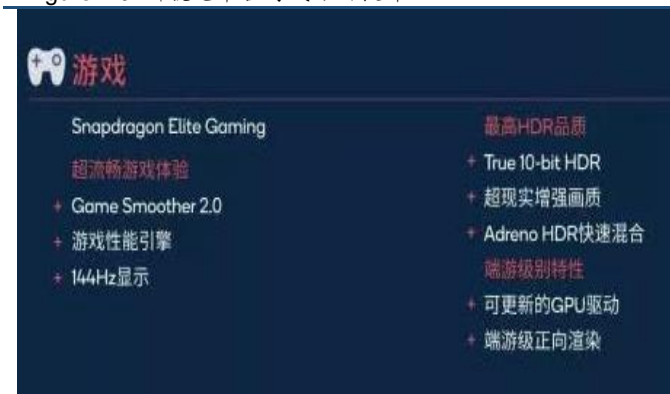 游戏
Snapdragon Elite Gaming
超流畅游戏体验
+ Game Smoother 2.0
+ 游戏性能引擎
+ 144Hz显示
最高HDR品质
+ True 10-bit HDR
+ 超现实增强画质
+ Adreno HDR快速混合
端游级别特性
+ 可更新的GPU驱动
+ 端游级正向渲染